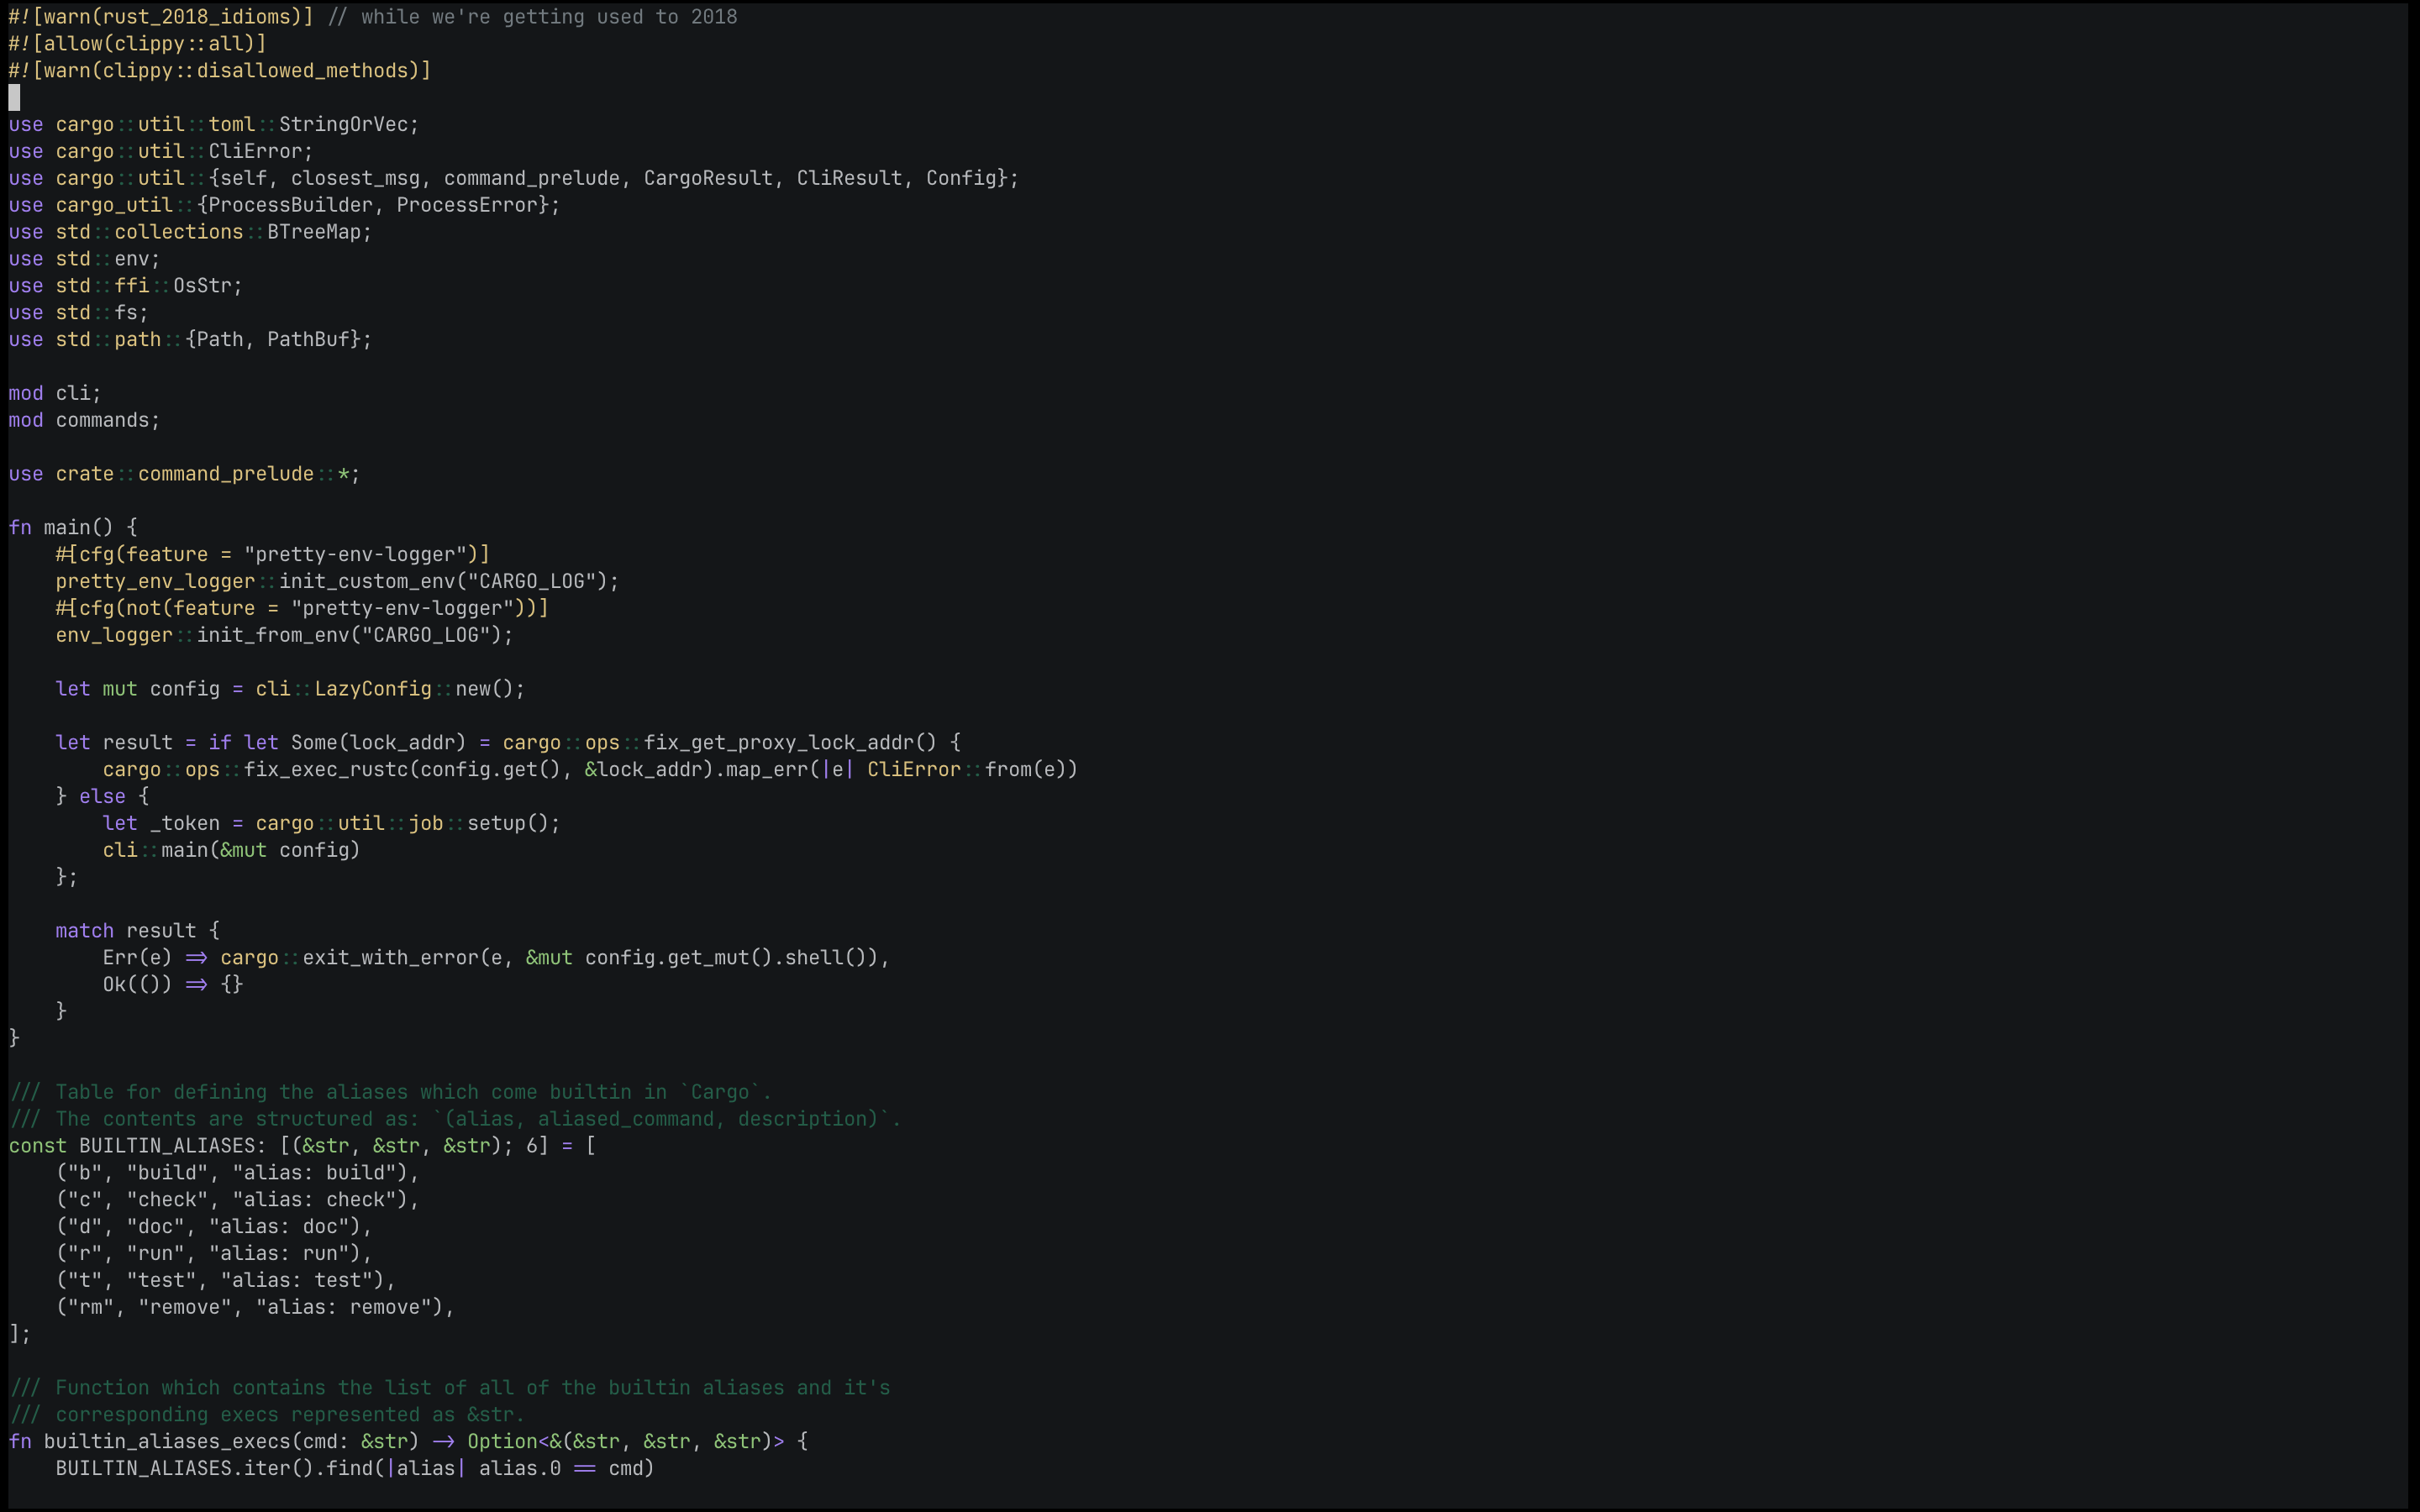 #![warn(rust_2018_idioms)] // while we're getting used to 2018
#![allow(clippy::all)]
#![warn(clippy::disallowed_methods)]

use cargo::util::toml::StringOrVec;
use cargo::util::CliError;
use cargo::util::{self, closest_msg, command_prelude, CargoResult, CliResult, Config};
use cargo_util::{ProcessBuilder, ProcessError};
use std::collections::BTreeMap;
use std::env;
use std::ffi::OsStr;
use std::fs;
use std::path::{Path, PathBuf};

mod cli;
mod commands;

use crate::command_prelude::*;

fn main() {
    #[cfg(feature = "pretty-env-logger")]
    pretty_env_logger::init_custom_env("CARGO_LOG");
    #[cfg(not(feature = "pretty-env-logger"))]
    env_logger::init_from_env("CARGO_LOG");

    let mut config = cli::LazyConfig::new();

    let result = if let Some(lock_addr) = cargo::ops::fix_get_proxy_lock_addr() {
        cargo::ops::fix_exec_rustc(config.get(), &lock_addr).map_err(|e| CliError::from(e))
    } else {
        let _token = cargo::util::job::setup();
        cli::main(&mut config)
    };

    match result {
        Err(e) => cargo::exit_with_error(e, &mut config.get_mut().shell()),
        Ok(()) => {}
    }
}

/// Table for defining the aliases which come builtin in `Cargo`.
/// The contents are structured as: `(alias, aliased_command, description)`.
const BUILTIN_ALIASES: [(&str, &str, &str); 6] = [
    ("b", "build", "alias: build"),
    ("c", "check", "alias: check"),
    ("d", "doc", "alias: doc"),
    ("r", "run", "alias: run"),
    ("t", "test", "alias: test"),
    ("rm", "remove", "alias: remove"),
];

/// Function which contains the list of all of the builtin aliases and it's
/// corresponding execs represented as &str.
fn builtin_aliases_execs(cmd: &str) -> Option<&(&str, &str, &str)> {
    BUILTIN_ALIASES.iter().find(|alias| alias.0 == cmd)